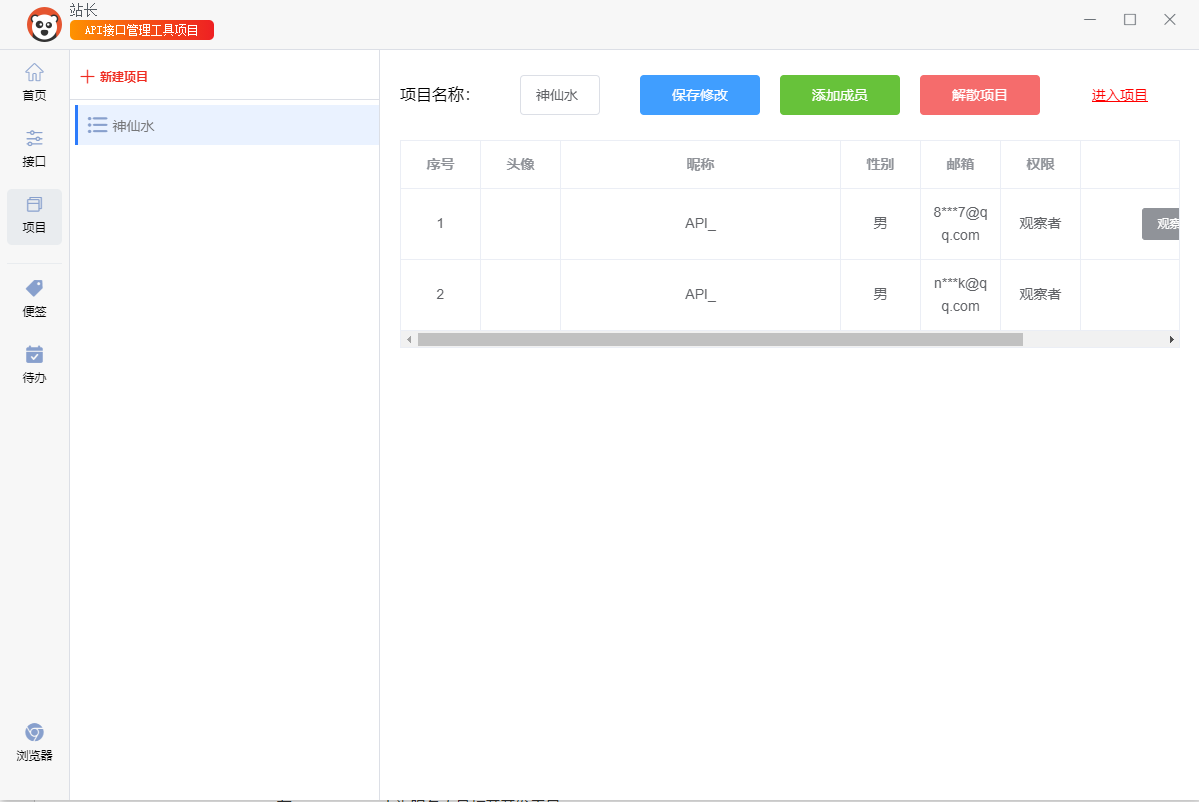 站长
API接口管理工具项目
首页
接口
项目
便签
待办
浏览器
新建项目
神仙水
项目名称：
神仙水
保存修改
添加成员
解散项目
进入项目
序号 头像 昵称 性别 邮箱 权限
1 API_ 男 8***7@q
q.com 观察者 观察
2 API_ 男 n***k@q
q.com 观察者